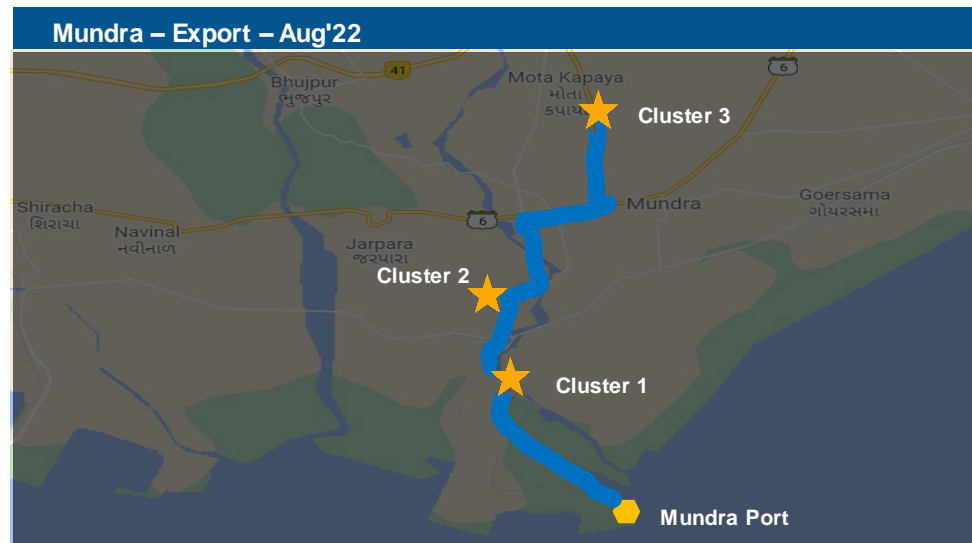 Mundra – Export – Aug'22
Bhujpur
ભુજપુર
41
Mota Kapaya
મોતા
કપાયા
6
Cluster 3
Shiracha
શિરાચા
Navinal
નવીનાળ
6
Mundra
Goersama
ગોયરસમા
Jarpara
જરપારા
Cluster 2
Cluster 1
Mundra Port